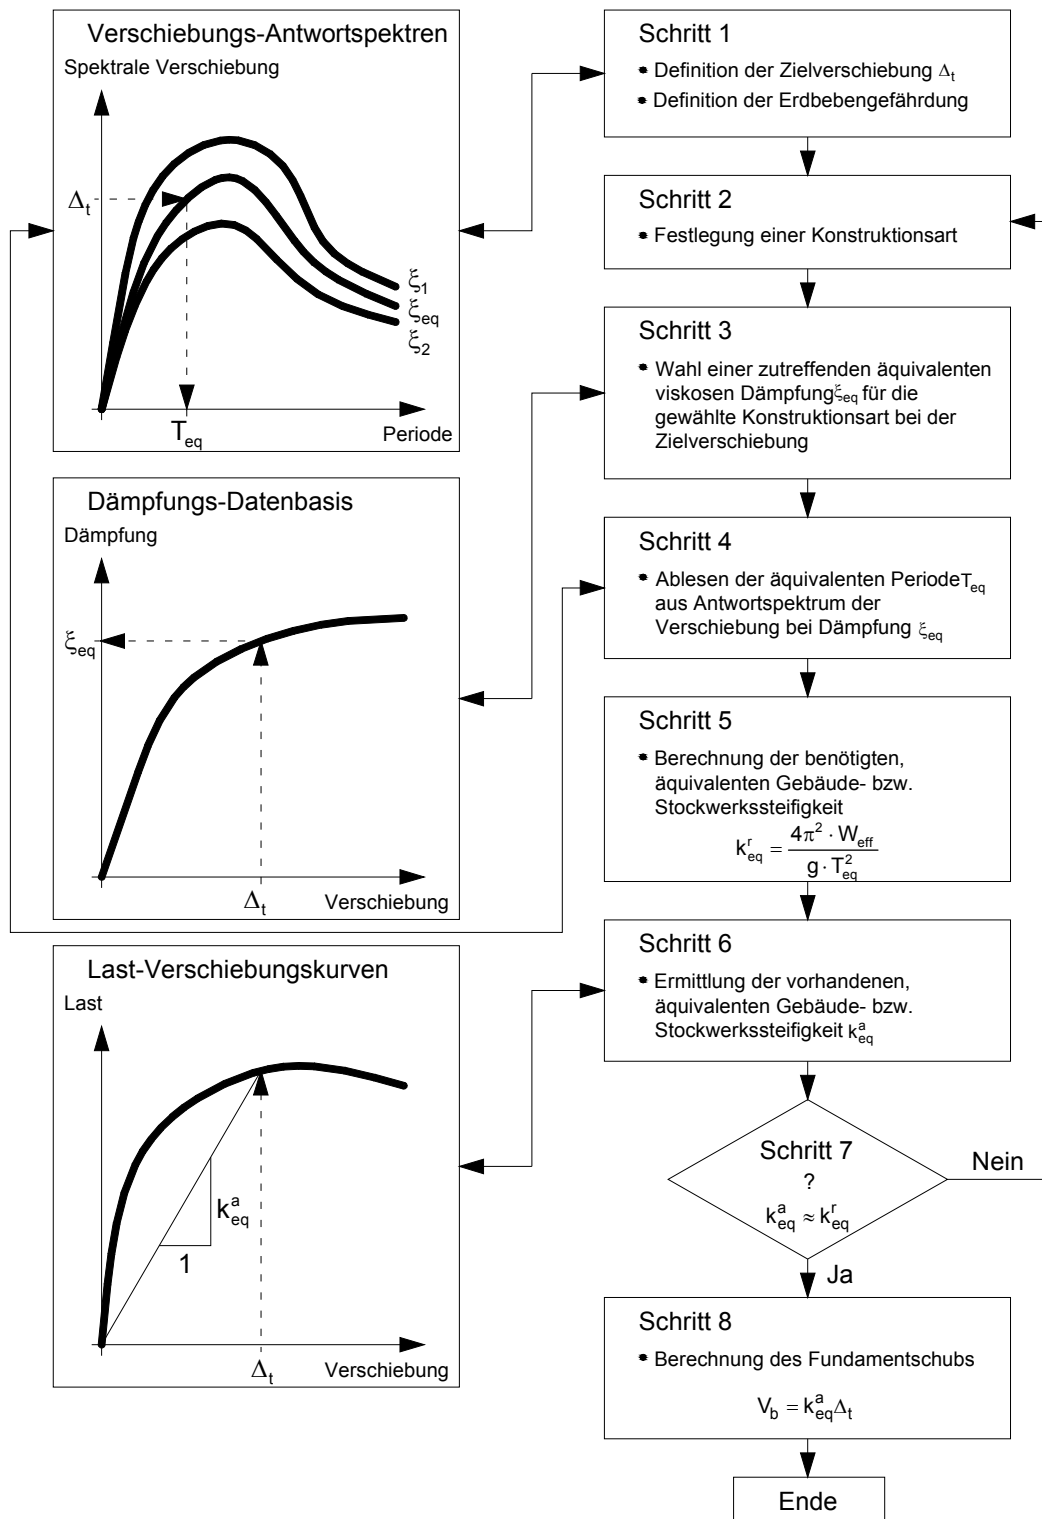 Verschiebungs-Antwortspektren
Spektrale Verschiebung
Δt
ξ1
ξeq
ξ2
Teq
Periode
Dämpfungs-Datenbasis
Dämpfung
ξeq
Δt
Verschiebung
Last-Verschiebungskurven
Last
k^a_eq
1
Δt
Verschiebung
Schritt 1
• Definition der Zielverschiebung Δt
• Definition der Erdbebengefährdung
Schritt 2
• Festlegung einer Konstruktionsart
Schritt 3
• Wahl einer zutreffenden äquivalenten
viskosen Dämpfung ξeq für die
gewählte Konstruktionsart bei der
Zielverschiebung
Schritt 4
• Ablesen der äquivalenten Periode Teq
aus Antwortspektrum der
Verschiebung bei Dämpfung ξeq
Schritt 5
• Berechnung der benötigten,
äquivalenten Gebäude- bzw.
Stockwerkssteifigkeit
k^r_eq = 4π² · W_eff / g · T²_eq
Schritt 6
• Ermittlung der vorhandenen,
äquivalenten Gebäude- bzw.
Stockwerkssteifigkeit k^a_eq
Schritt 7
?
k^a_eq ≈ k^r_eq
Nein
Ja
Schritt 8
• Berechnung des Fundamentschubs
V_b = k^a_eq Δt
Ende